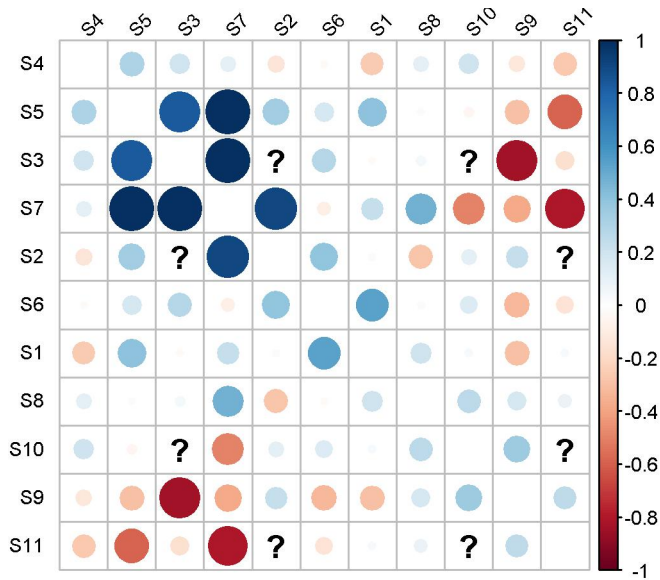 S4 S5 S3 S7 S2 S6 S1 S8 S10 S9 S11
S4
S5
S3 ? ?
S7
S2 ? ?
S6
S1
S8
S10 ? ?
S9
S11 ? ?
1
0.8
0.6
0.4
0.2
0
-0.2
-0.4
-0.6
-0.8
-1